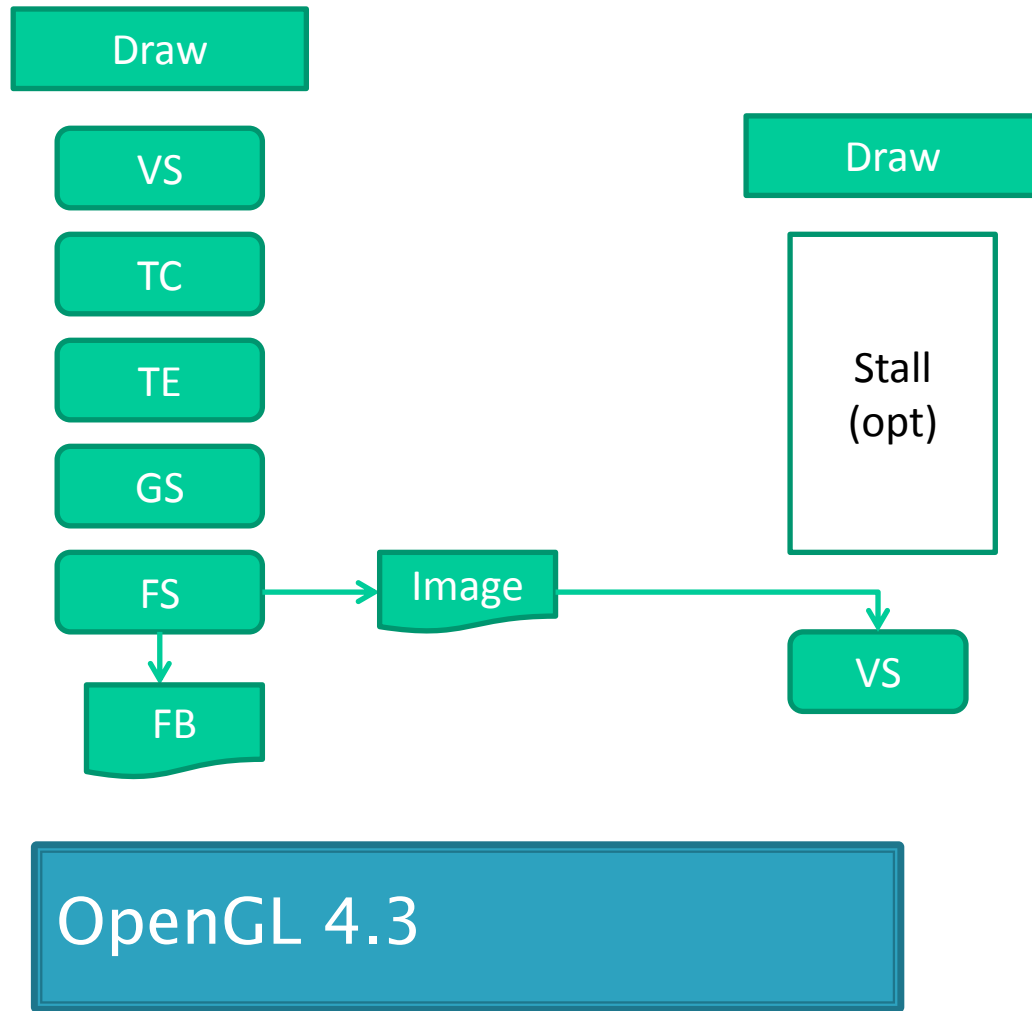 Draw
VS
TC
TE
GS
FS
FB
Image
Draw
Stall
(opt)
VS
OpenGL 4.3